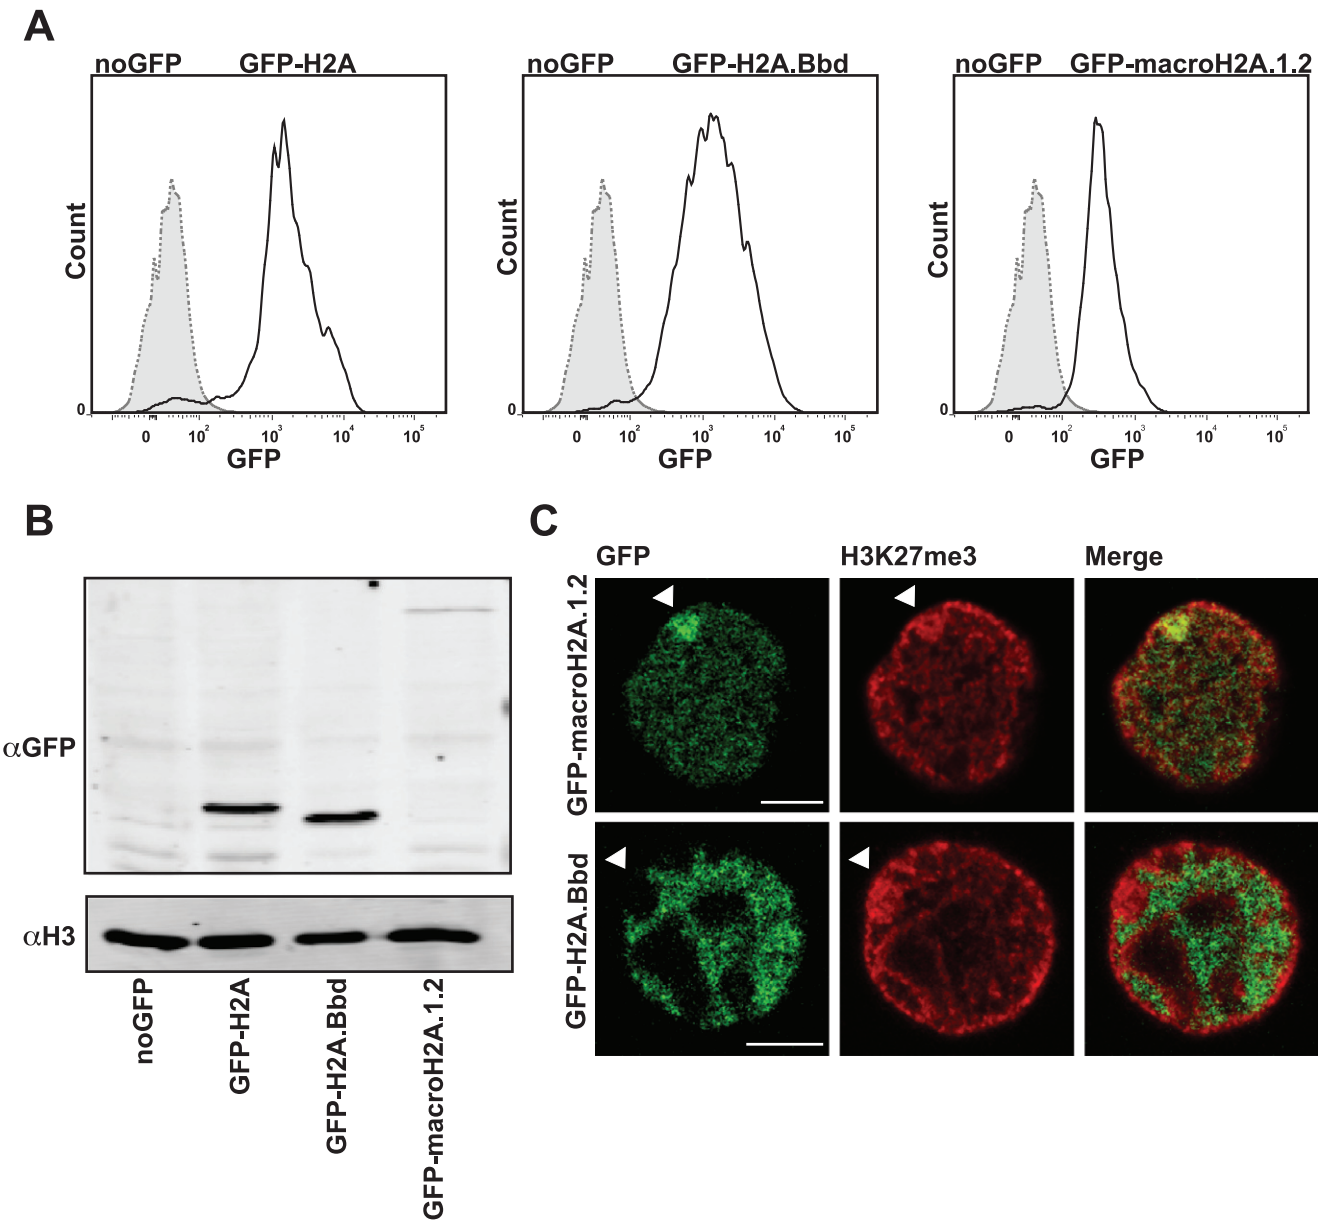 A
noGFP GFP-H2A
Count
0
0 10² 10³ 10⁴ 10⁵
GFP
noGFP GFP-H2A.Bbd
Count
0
0 10² 10³ 10⁴ 10⁵
GFP
noGFP GFP-macroH2A.1.2
Count
0
0 10² 10³ 10⁴ 10⁵
GFP
B
αGFP
αH3
noGFP
GFP-H2A
GFP-H2A.Bbd
GFP-macroH2A.1.2
C
GFP H3K27me3 Merge
GFP-macroH2A.1.2
GFP-H2A.Bbd